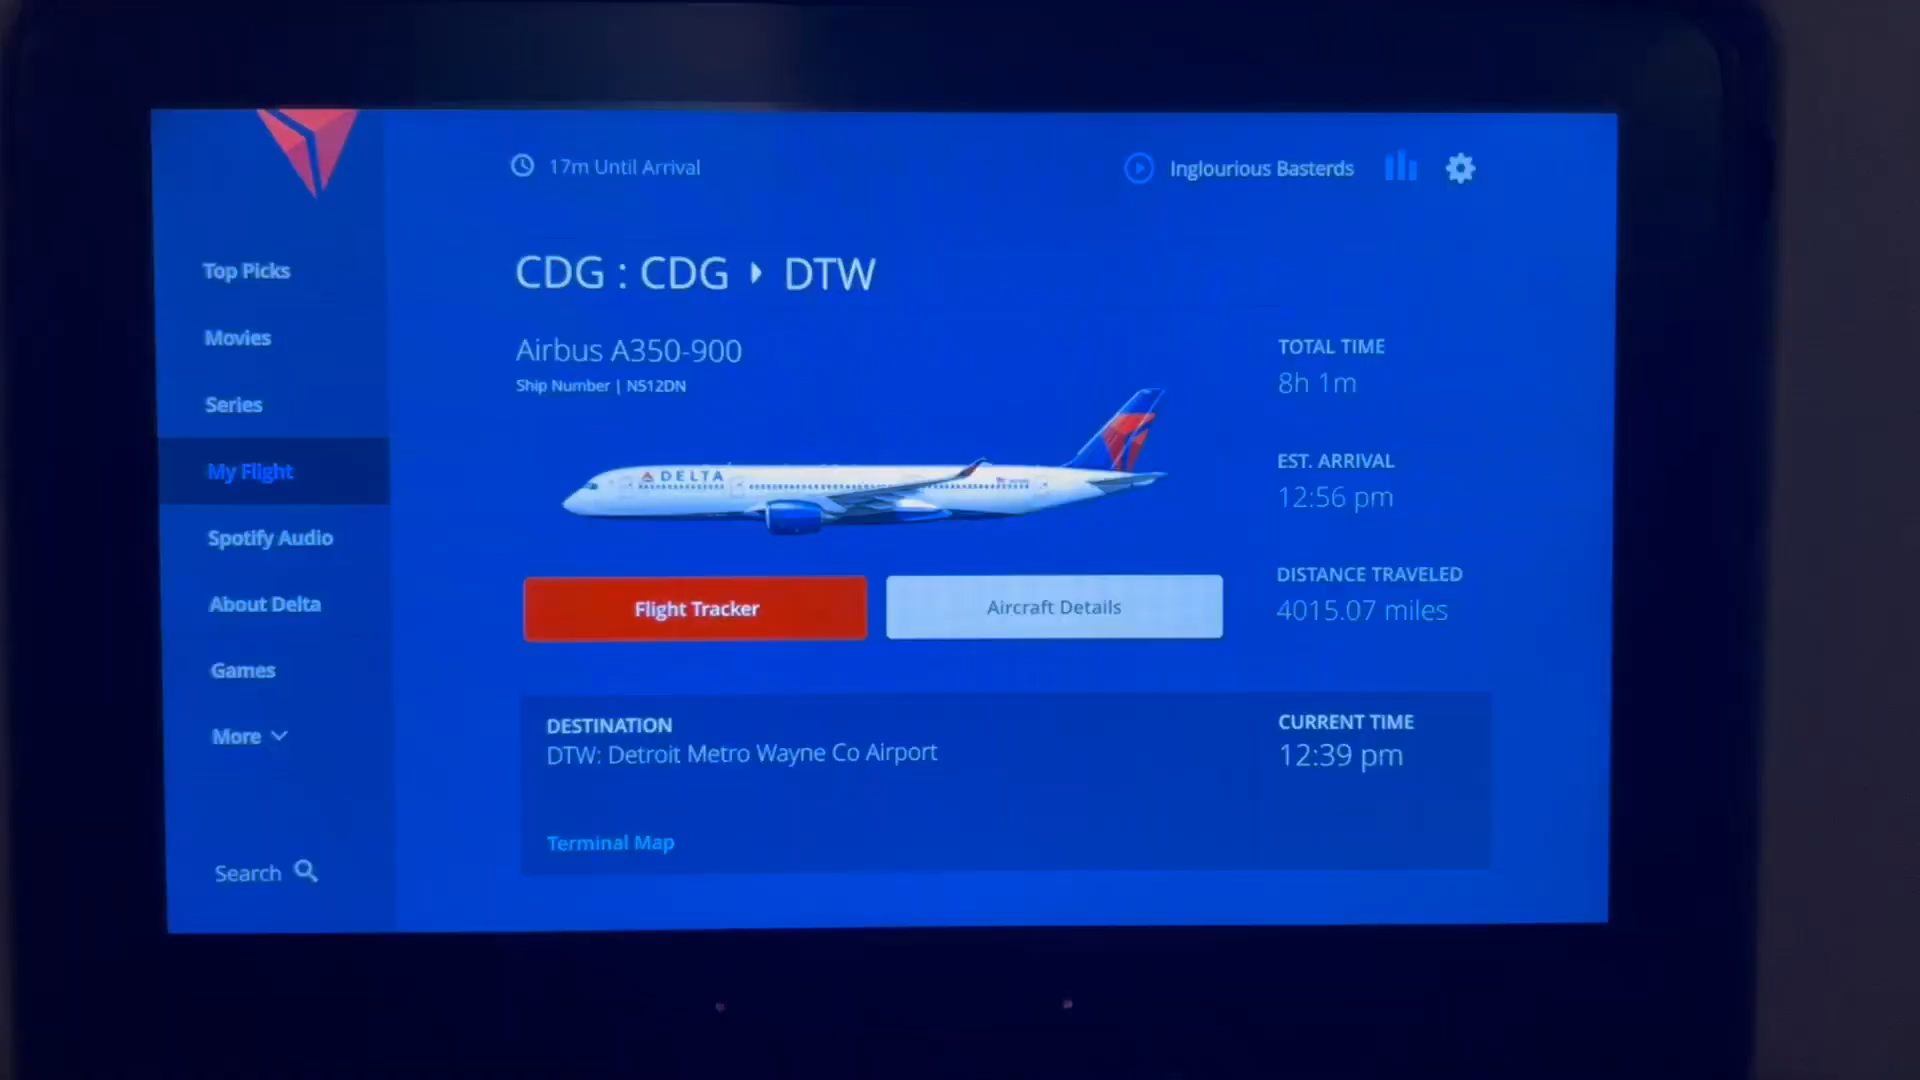 17m Until Arrival
Inglourious Basterds
Top Picks
Movies
Series
My Flight
Spotify Audio
About Delta
Games
More
Search
CDG : CDG ‣ DTW
Airbus A350-900
Ship Number | N512DN
DELTA
Flight Tracker
Aircraft Details
TOTAL TIME
8h 1m
EST. ARRIVAL
12:56 pm
DISTANCE TRAVELED
4015.07 miles
DESTINATION
DTW: Detroit Metro Wayne Co Airport
Terminal Map
CURRENT TIME
12:39 pm